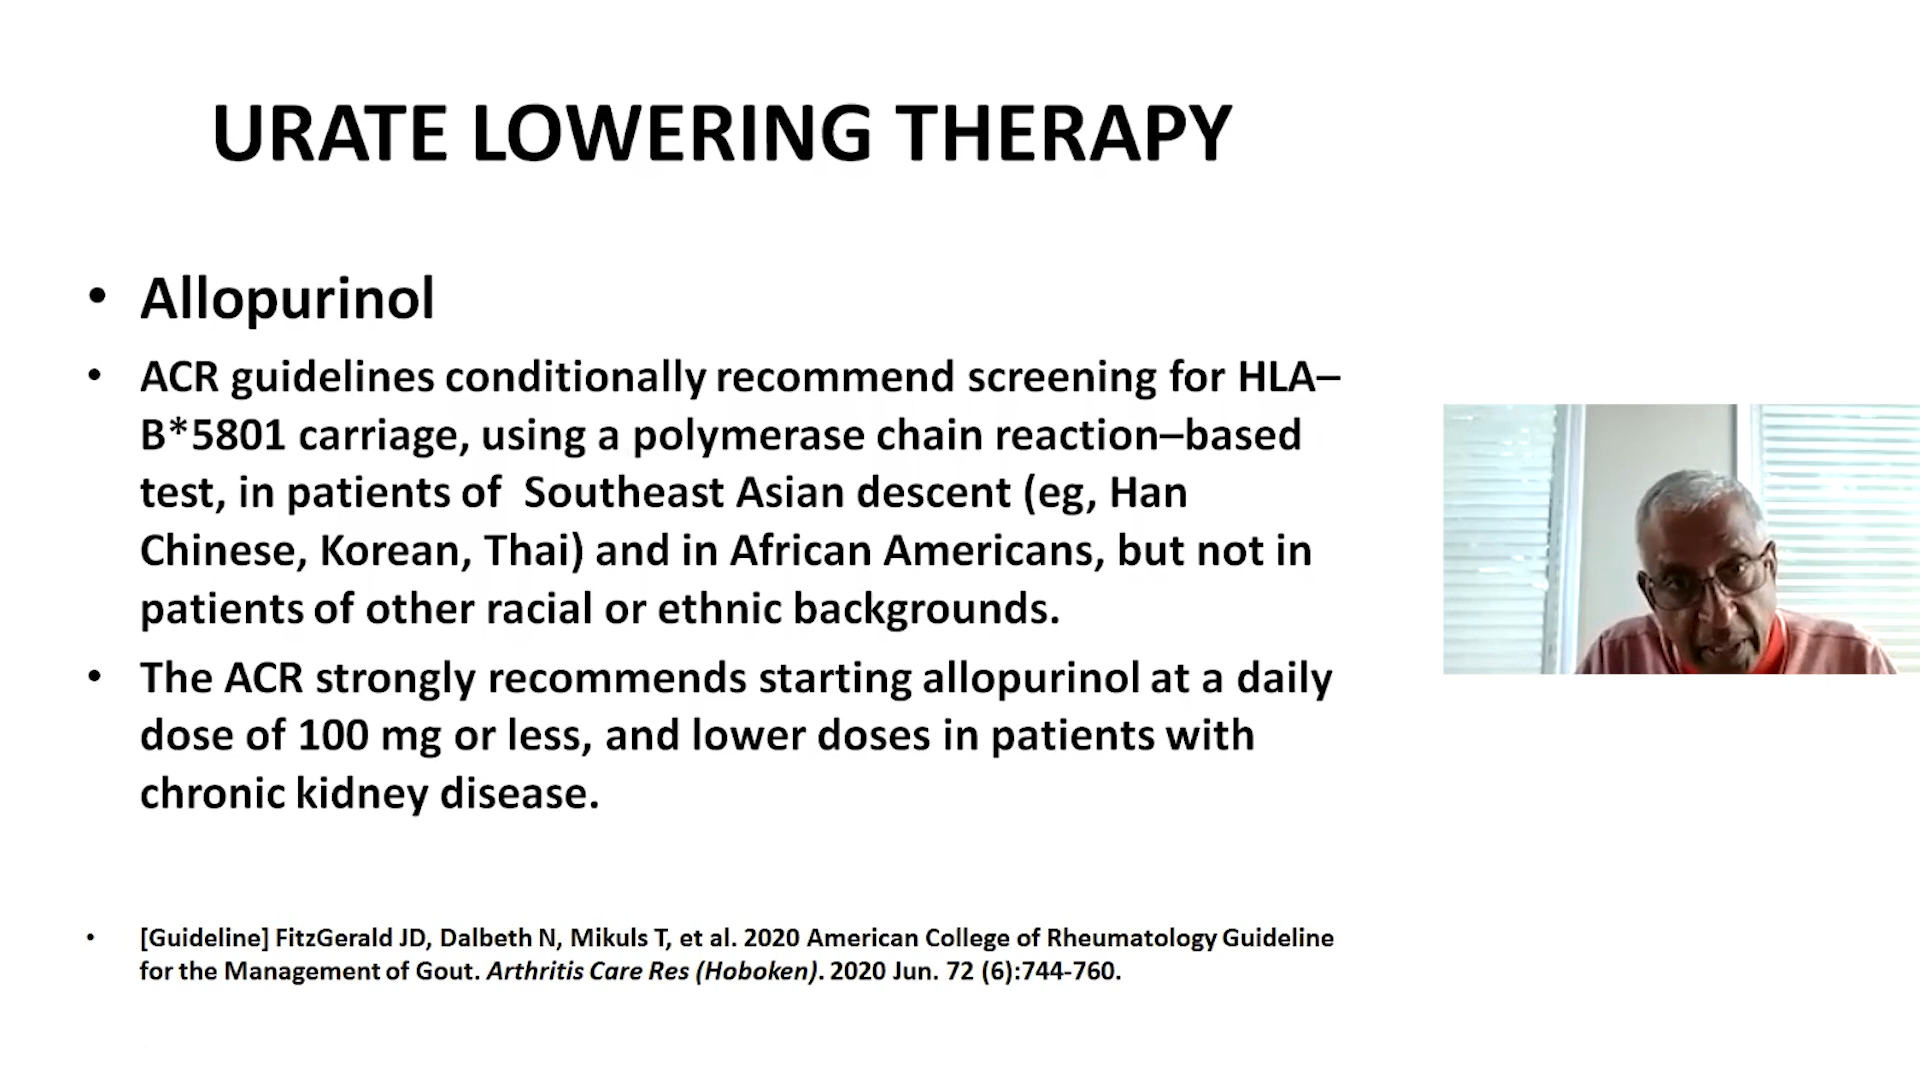 URATE LOWERING THERAPY
• Allopurinol
• ACR guidelines conditionally recommend screening for HLA–
B*5801 carriage, using a polymerase chain reaction–based
test, in patients of  Southeast Asian descent (eg, Han
Chinese, Korean, Thai) and in African Americans, but not in
patients of other racial or ethnic backgrounds.
• The ACR strongly recommends starting allopurinol at a daily
dose of 100 mg or less, and lower doses in patients with
chronic kidney disease.
• [Guideline] FitzGerald JD, Dalbeth N, Mikuls T, et al. 2020 American College of Rheumatology Guideline
for the Management of Gout. Arthritis Care Res (Hoboken). 2020 Jun. 72 (6):744-760.